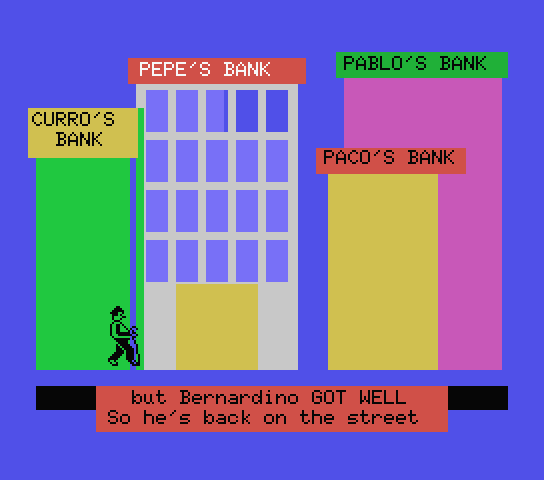 PEPE'S BANK
PABLO'S BANK
CURRO'S
BANK
PACO'S BANK
but Bernardino GOT WELL
So he's back on the street